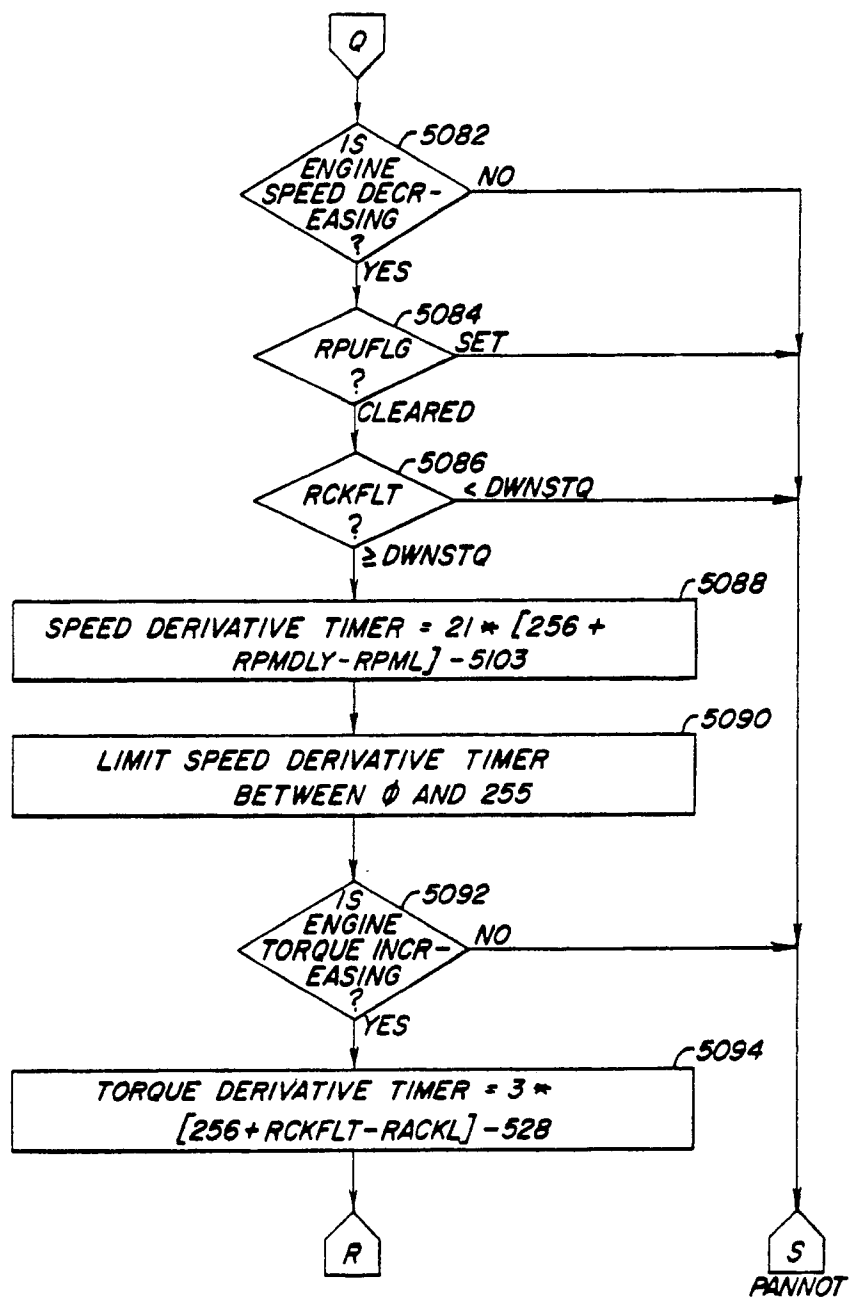 Q
5082
IS
ENGINE
SPEED DECR-
EASING
?
NO
YES
5084
RPUFLG
?
SET
CLEARED
5086
RCKFLT
?
< DWNSTQ
≥ DWNSTQ
5088
SPEED DERIVATIVE TIMER = 21 * [256 +
RPMDLY-RPML] -5103
5090
LIMIT SPEED DERIVATIVE TIMER
BETWEEN ϕ AND 255
5092
IS
ENGINE
TORQUE INCR-
EASING
?
NO
YES
5094
TORQUE DERIVATIVE TIMER = 3 *
[256+RCKFLT-RACKL] -528
R
S
PANNOT